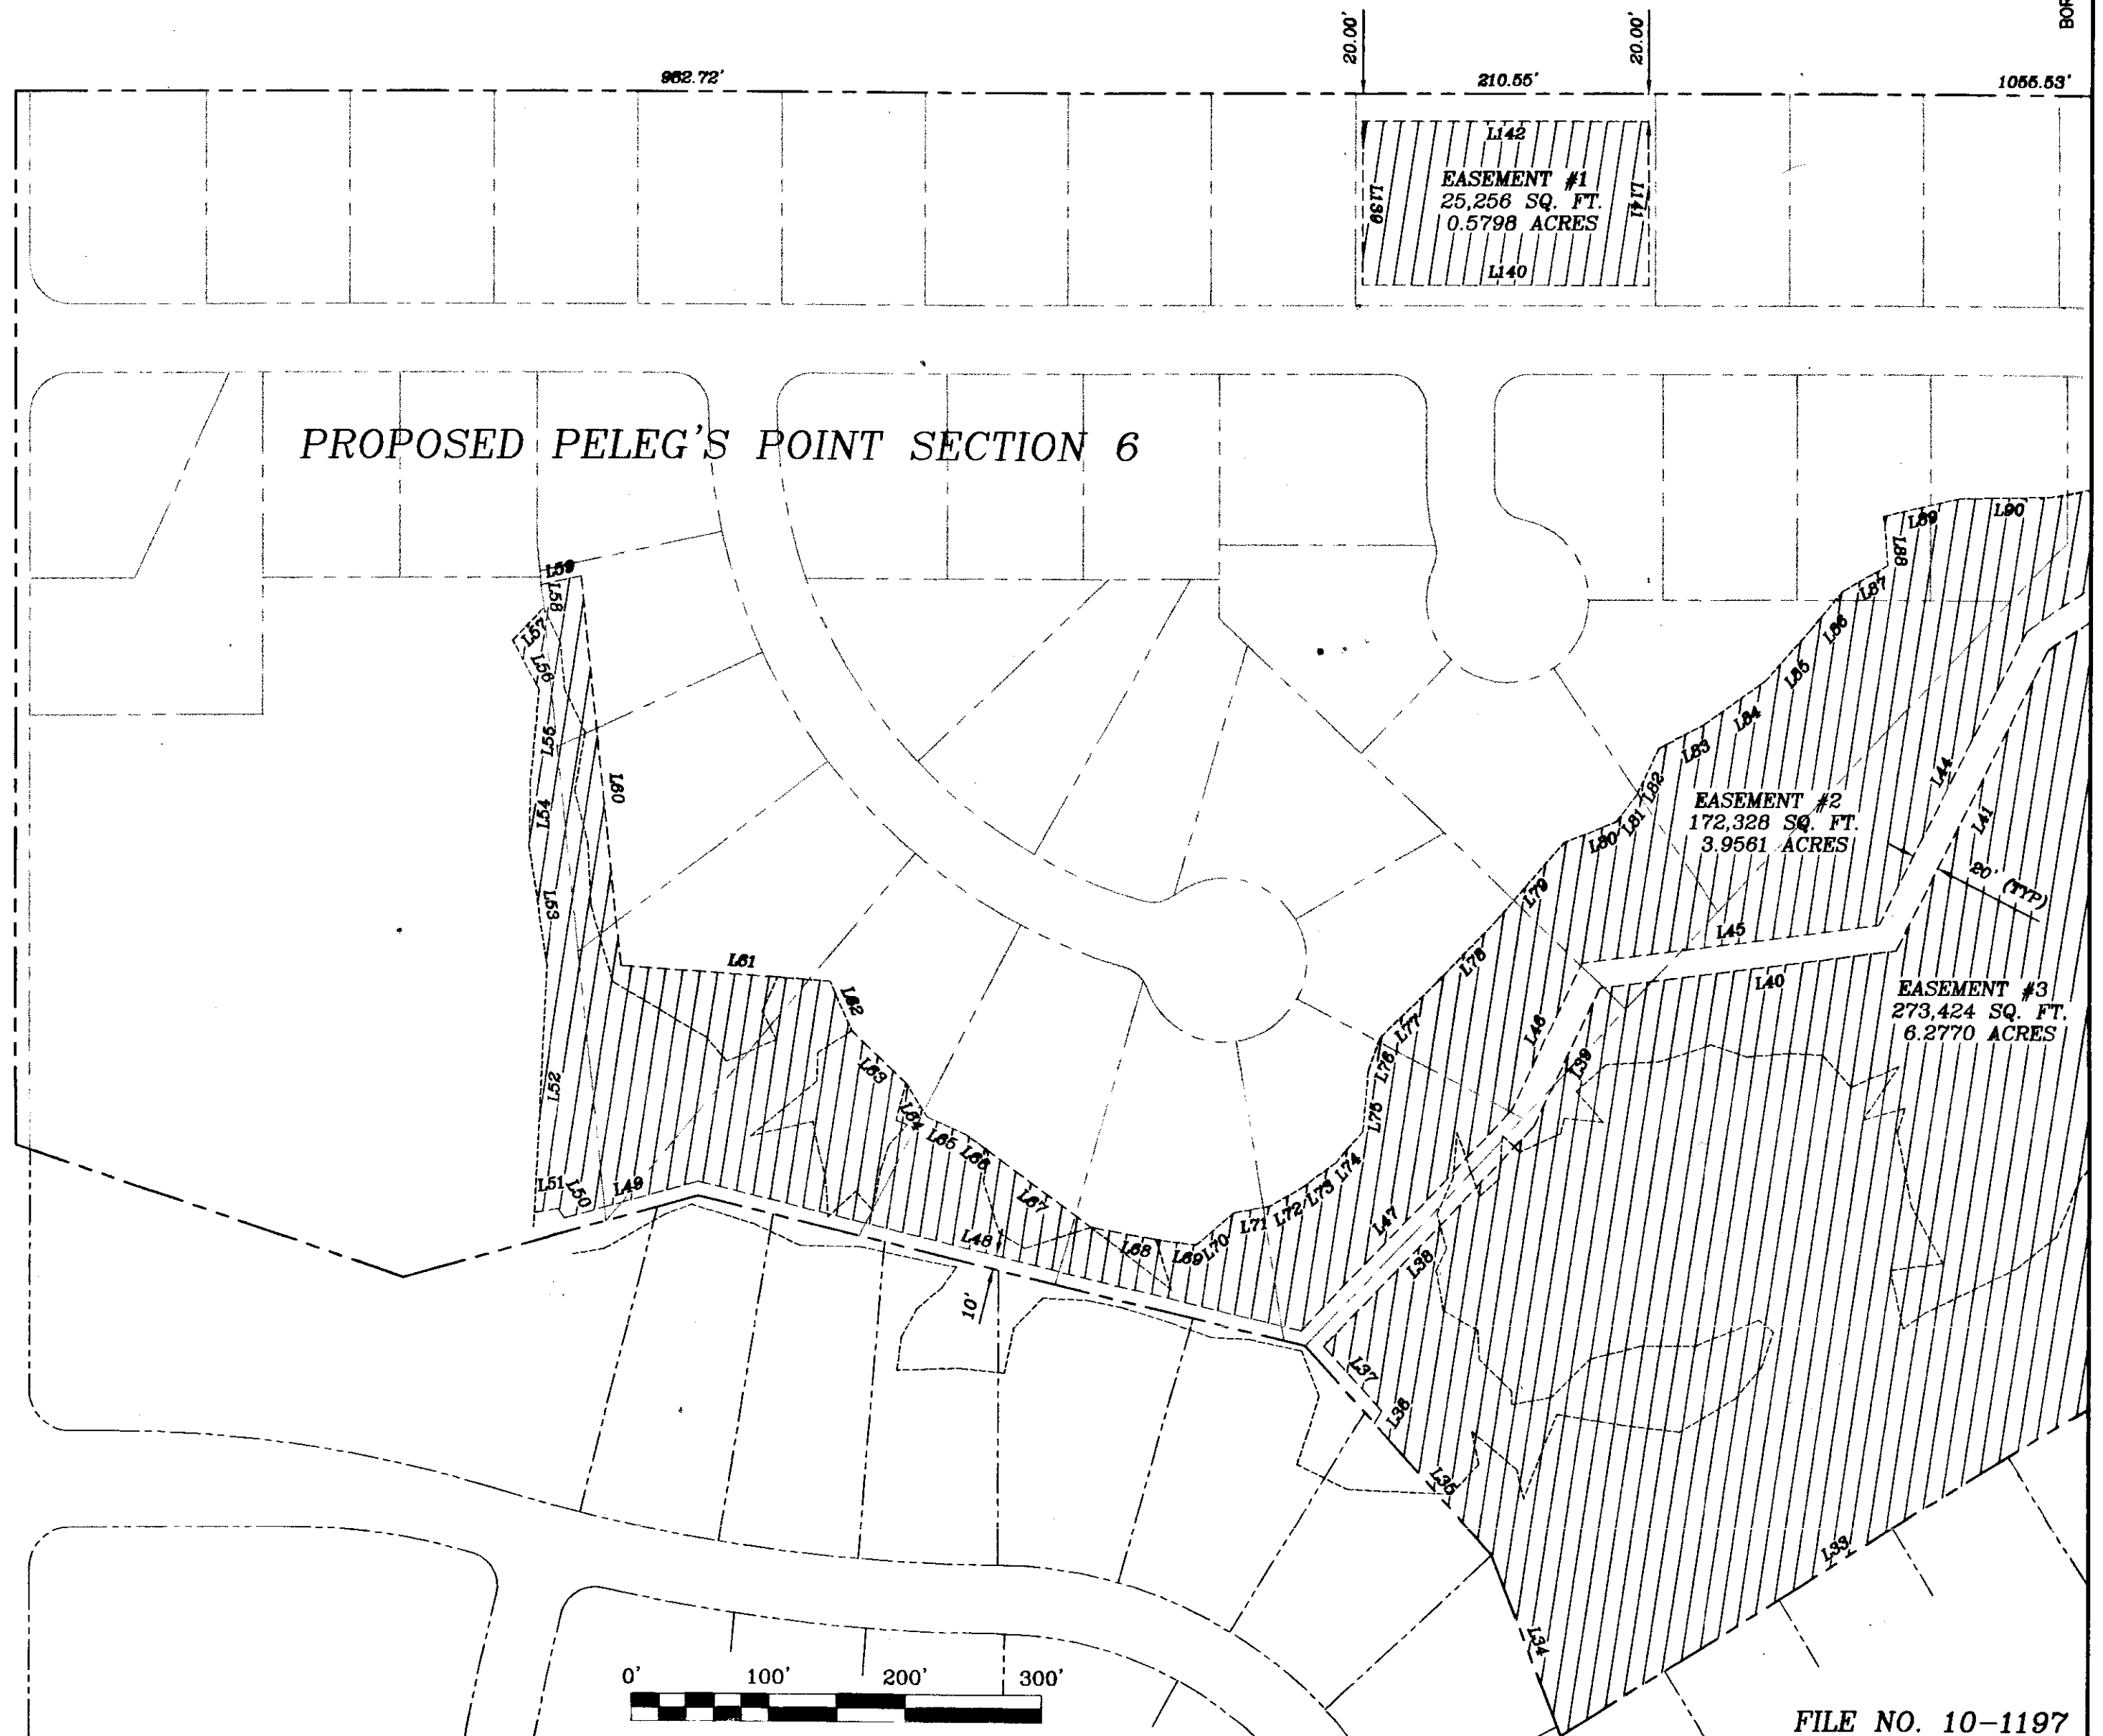 BOR
20.00'
20.00'
982.72'
210.55'
1055.53'
L142
EASEMENT #1
25,256 SQ. FT.
0.5798 ACRES
L139
L141
L140
PROPOSED PELEG'S POINT SECTION 6
L59
L58
L57
L56
L55
L54
L53
L52
L51
L50
L49
L60
L61
L62
L63
L64
L65
L66
L67
L48
L68
L69
L70
L71
L72
L73
L74
L75
L76
L77
L78
L79
L80
L81
L82
L83
L84
L85
L86
L87
L88
L89
L90
EASEMENT #2
172,328 SQ. FT.
3.9561 ACRES
L44
L41
20' (TYP)
L45
L40
L46
L39
EASEMENT #3
273,424 SQ. FT.
6.2770 ACRES
L47
L38
10'
L37
L36
L35
L34
L33
0' 100' 200' 300'
FILE NO. 10-1197